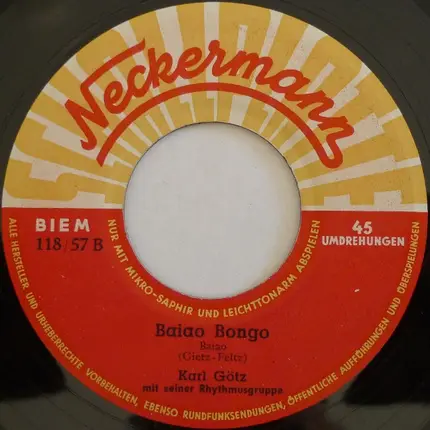 Neckermann
BIEM
118/57 B
45
UMDREHUNGEN
NUR MIT MIKRO-SAPHIR UND LEICHTTONARM ABSPIELEN
Baiao Bongo
Baiao
(Gietz-Feltz)
Karl Götz
mit seiner Rhythmusgruppe
ALLE HERSTELLER UND URHEBERRECHTE VORBEHALTEN, EBENSO RUNDFUNKSENDUNGEN, ÖFFENTLICHE AUFFÜHRUNGEN UND ÜBERSPIELUNGEN